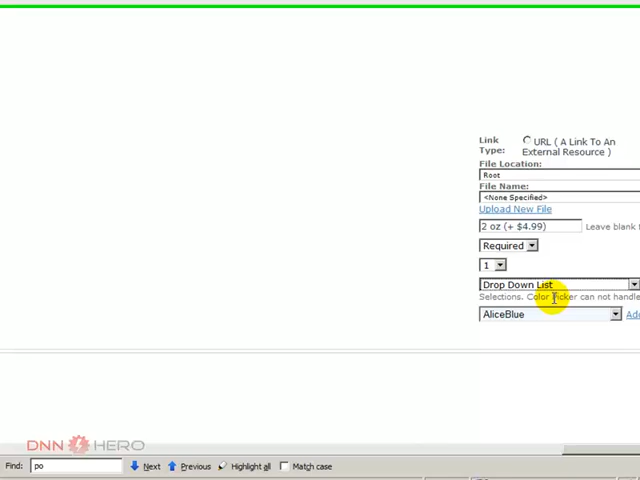 Link
Type:
URL ( A Link To An
External Resource )
File Location:
Root
File Name:
<None Specified>
Upload New File
2 oz (+ $4.99)
Leave blank
Required
1
Drop Down List
Selections. Color Picker can not handle
AliceBlue
Add
DNN HERO
Find:
po
Next
Previous
Highlight all
Match case